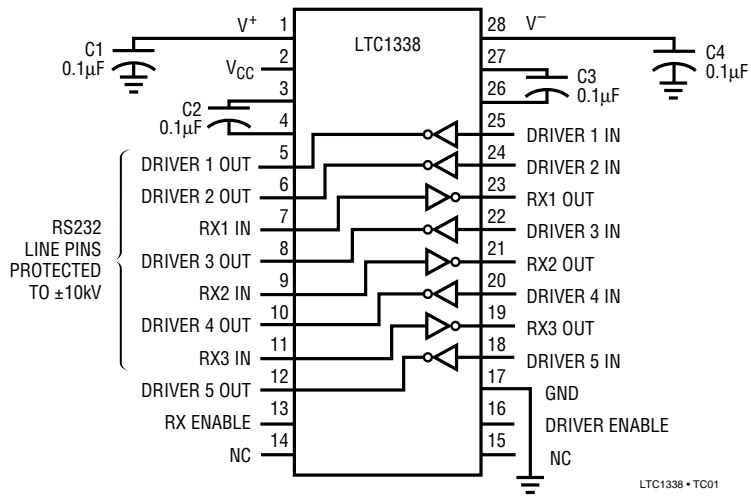 LTC1338
V+ 1
28 V−
C1
0.1µF
C4
0.1µF
VCC 2
27
C3
0.1µF
3
26
C2
0.1µF
4
25 DRIVER 1 IN
DRIVER 1 OUT 5
24 DRIVER 2 IN
DRIVER 2 OUT 6
23 RX1 OUT
RX1 IN 7
22 DRIVER 3 IN
DRIVER 3 OUT 8
21 RX2 OUT
RX2 IN 9
20 DRIVER 4 IN
DRIVER 4 OUT 10
19 RX3 OUT
RX3 IN 11
18 DRIVER 5 IN
DRIVER 5 OUT 12
17 GND
RX ENABLE 13
16 DRIVER ENABLE
NC 14
15 NC
RS232
LINE PINS
PROTECTED
TO ±10kV
LTC1338 • TC01